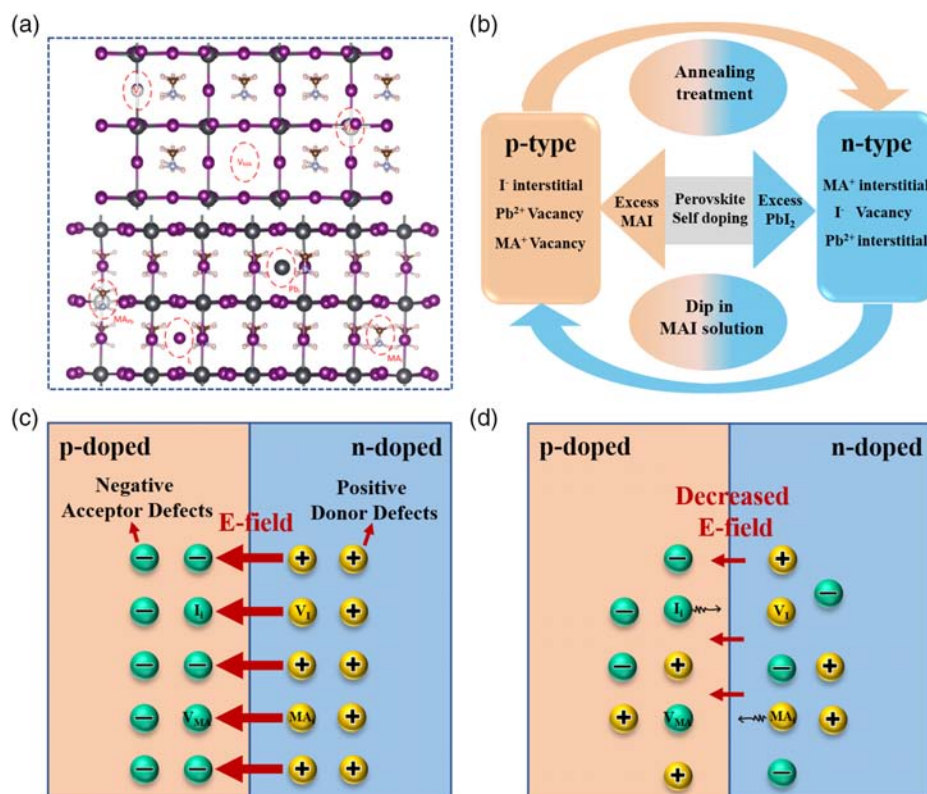 (a)
V_MA
Pb_i
MA_i
(b)
Annealing
treatment
p-type
I⁻ interstitial
Pb²⁺ Vacancy
MA⁺ Vacancy
Excess
MAI
Perovskite
Self doping
Excess
PbI₂
n-type
MA⁺ interstitial
I⁻ Vacancy
Pb²⁺ interstitial
Dip in
MAI solution
(c)
p-doped
n-doped
Negative
Acceptor Defects
E-field
Positive
Donor Defects
− − + +
− I_i V_I +
− − + +
− V_MA MA_i +
− − + +
(d)
p-doped
n-doped
Decreased
E-field
− +
−
− I_i V_I
− + − +
+ V_MA MA_i +
+ −